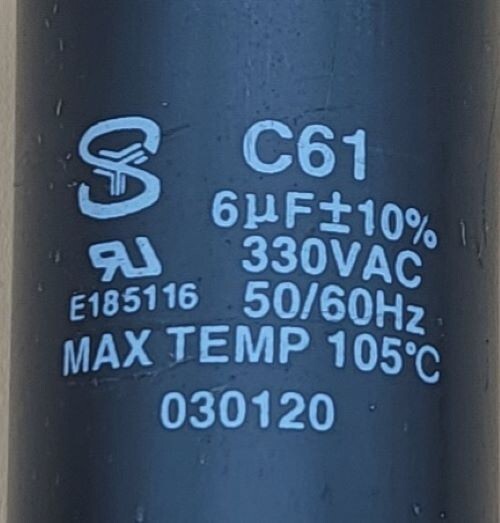 C61
6µF±10%
330VAC
E185116 50/60Hz
MAX TEMP 105°C
030120